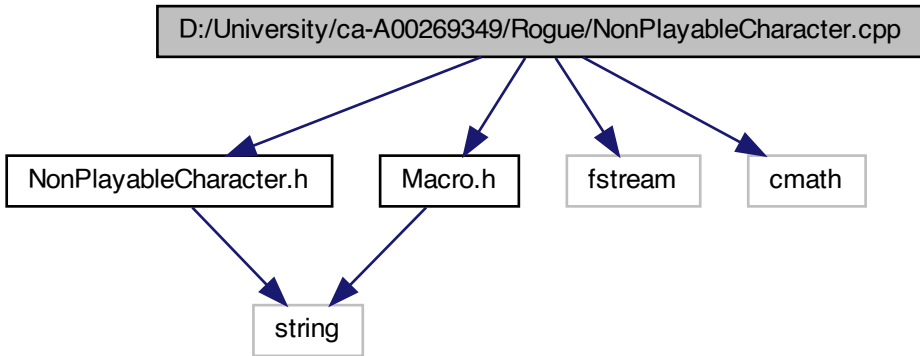 D:/University/ca-A00269349/Rogue/NonPlayableCharacter.cpp
NonPlayableCharacter.h
Macro.h
fstream
cmath
string